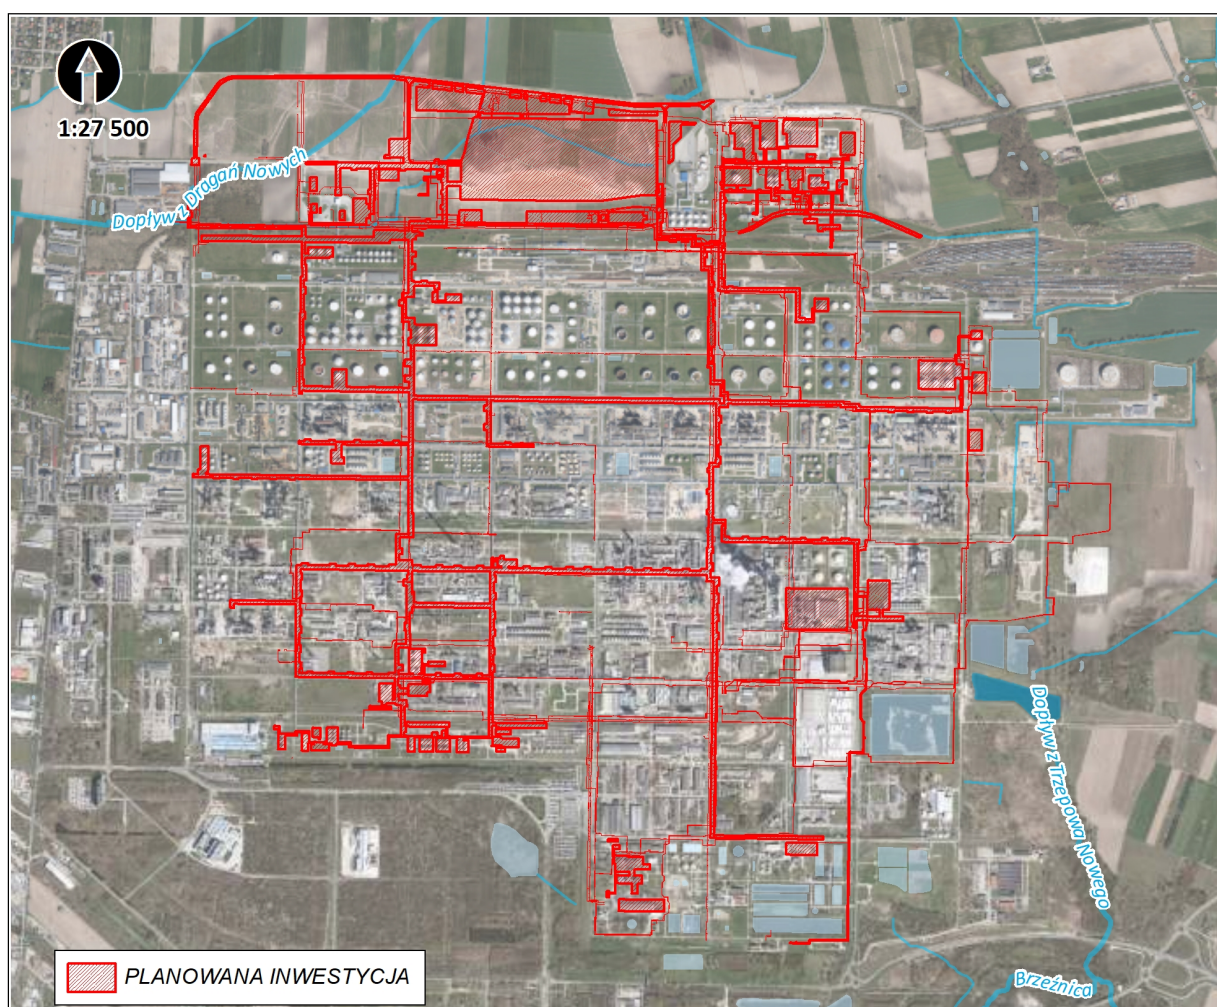 1:27 500
Dopływ z Dragań Nowych
Dopływ z Trzepowa Nowego
Brzeźnica
PLANOWANA INWESTYCJA